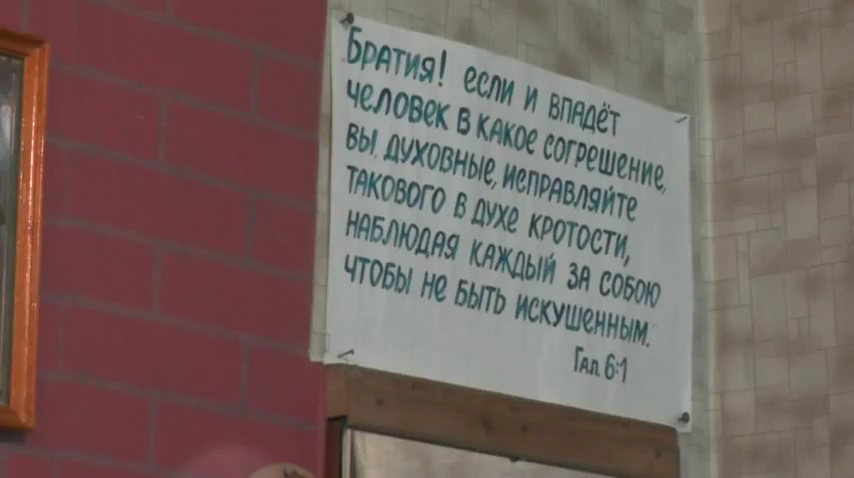 Братия! если и впадёт
человек в какое согрешение,
вы, духовные, исправляйте
такового в духе кротости,
наблюдая каждый за собою
чтобы не быть искушенным.
Гал. 6:1